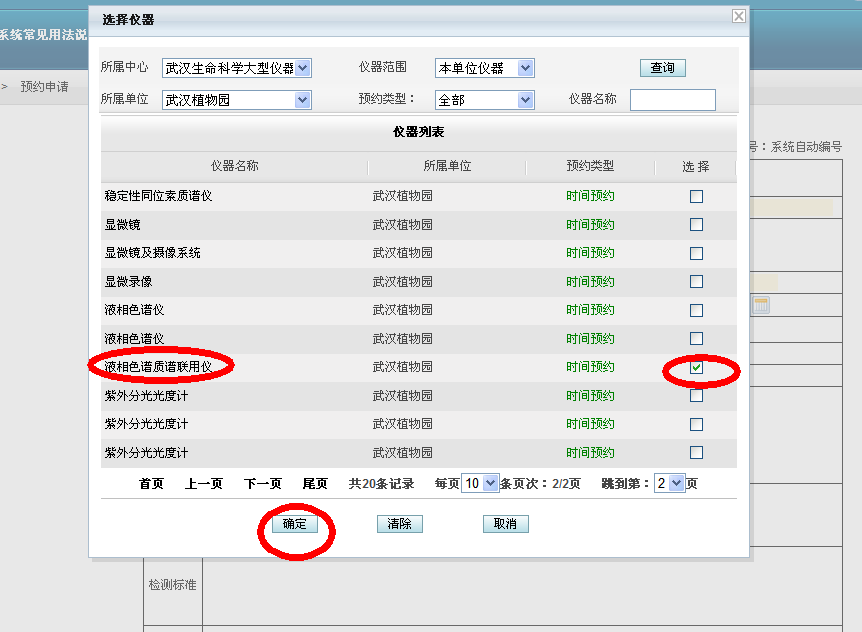 选择仪器
系统常见用法说
> 预约申请
所属中心 武汉生命科学大型仪器 仪器范围 本单位仪器 查询
所属单位 武汉植物园 预约类型： 全部 仪器名称
仪器列表
号：系统自动编号
仪器名称 所属单位 预约类型 选 择
稳定性同位素质谱仪 武汉植物园 时间预约
显微镜 武汉植物园 时间预约
显微镜及摄像系统 武汉植物园 时间预约
显微录像 武汉植物园 时间预约
液相色谱仪 武汉植物园 时间预约
液相色谱仪 武汉植物园 时间预约
液相色谱质谱联用仪 武汉植物园 时间预约
紫外分光光度计 武汉植物园 时间预约
紫外分光光度计 武汉植物园 时间预约
紫外分光光度计 武汉植物园 时间预约
首页 上一页 下一页 尾页 共20条记录 每页 10 条页次：2/2页 跳到第： 2 页
确定 清除 取消
检测标准